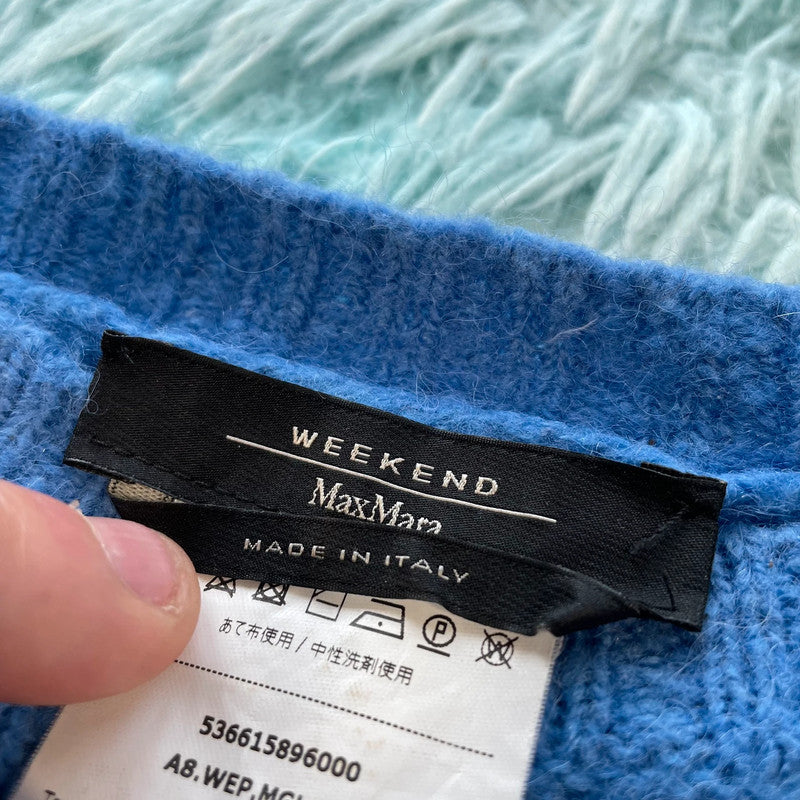 WEEKEND
MaxMara
MADE IN ITALY
P
W
あて布使用 / 中性洗剤使用
536615896000